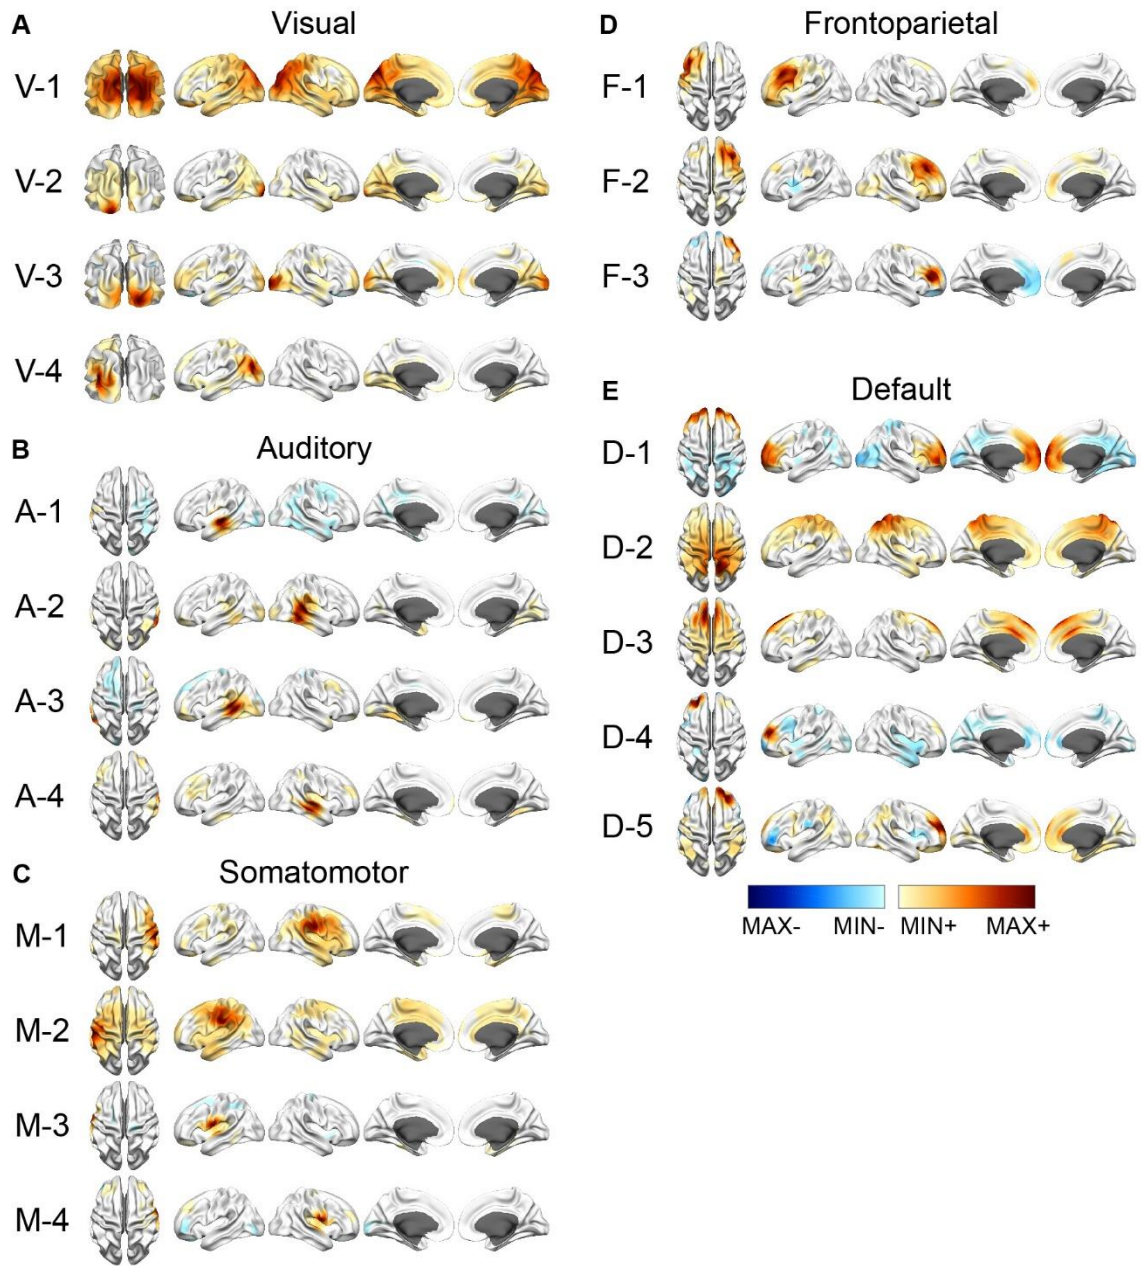 A Visual
V-1
V-2
V-3
V-4
B Auditory
A-1
A-2
A-3
A-4
C Somatomotor
M-1
M-2
M-3
M-4
D Frontoparietal
F-1
F-2
F-3
E Default
D-1
D-2
D-3
D-4
D-5
MAX- MIN- MIN+ MAX+